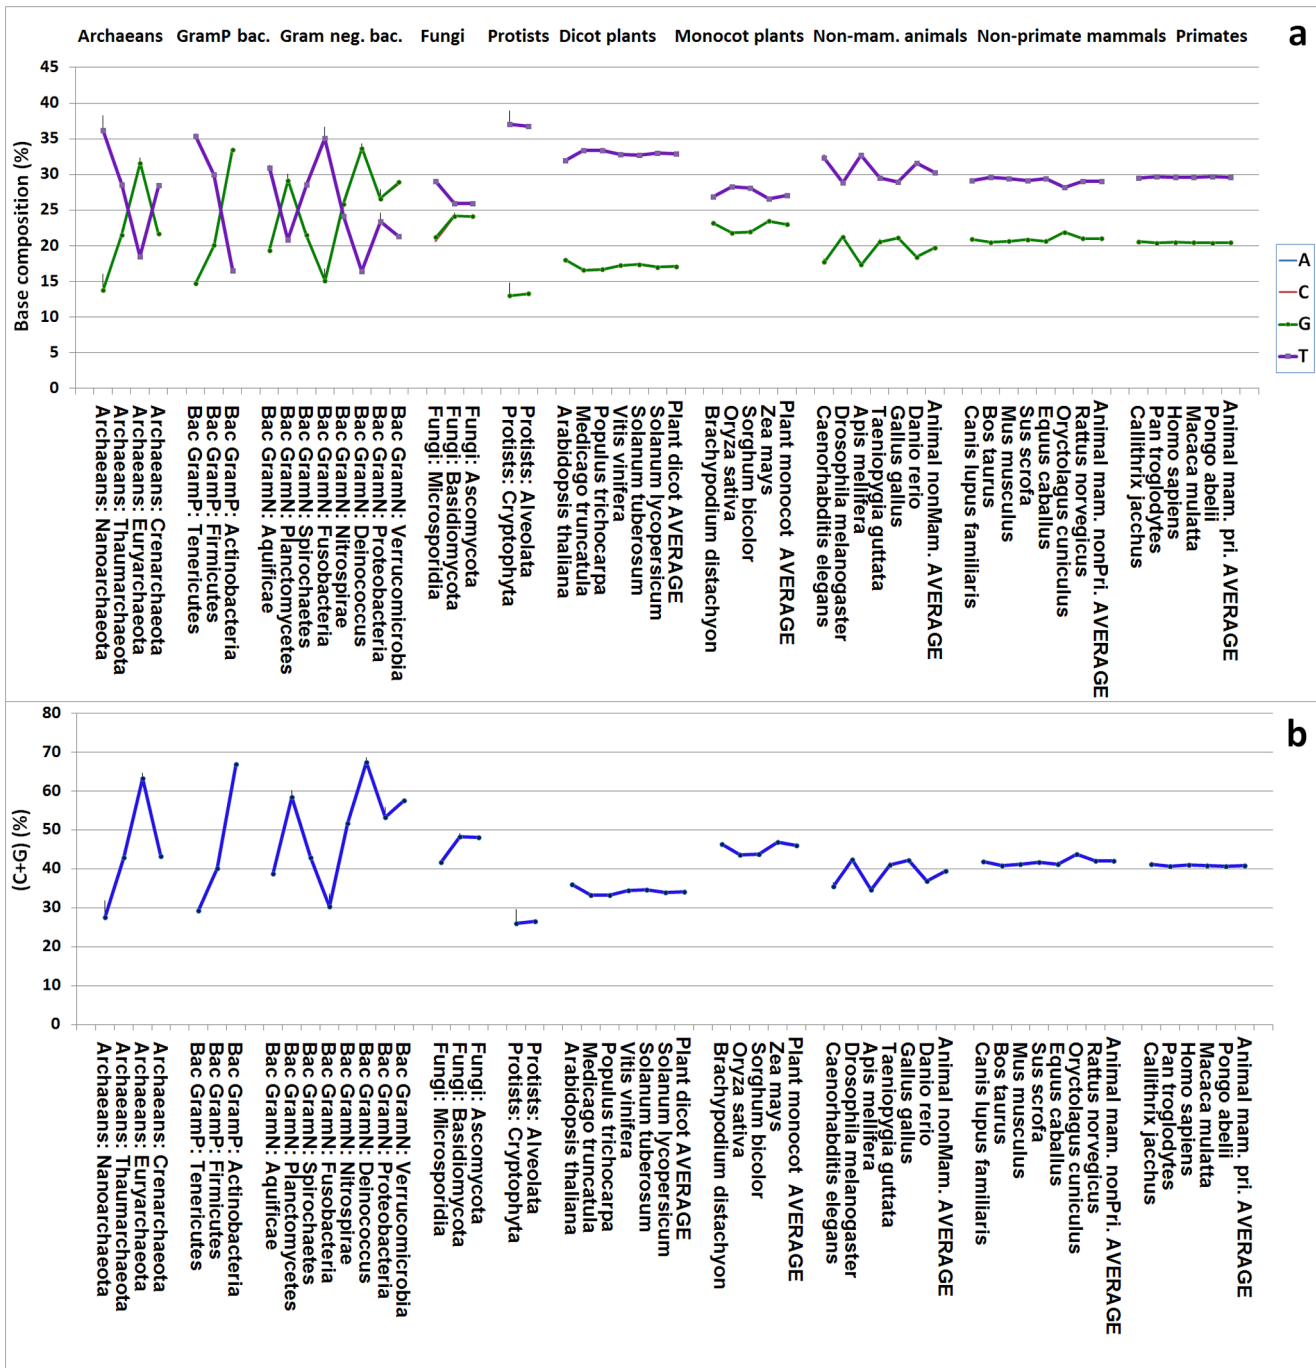 Archaeans GramP bac. Gram neg. bac. Fungi Protists Dicot plants Monocot plants Non-mam. animals Non-primate mammals Primates
a
Base composition (%)
45
40
35
30
25
20
15
10
5
0
A
C
G
T
Archaeans: Nanoarchaeota
Archaeans: Thaumarchaeota
Archaeans: Euryarchaeota
Archaeans: Crenarchaeota
Bac GramP: Tenericutes
Bac GramP: Firmicutes
Bac GramP: Actinobacteria
Bac GramN: Aquificae
Bac GramN: Planctomycetes
Bac GramN: Spirochaetes
Bac GramN: Fusobacteria
Bac GramN: Nitrospirae
Bac GramN: Deinococcus
Bac GramN: Proteobacteria
Bac GramN: Verrucomicrobia
Fungi: Microsporidia
Fungi: Basidiomycota
Fungi: Ascomycota
Protists: Cryptophyta
Protists: Alveolata
Arabidopsis thaliana
Medicago truncatula
Populus trichocarpa
Vitis vinifera
Solanum tuberosum
Solanum lycopersicum
Plant dicot AVERAGE
Brachypodium distachyon
Oryza sativa
Sorghum bicolor
Zea mays
Plant monocot AVERAGE
Caenorhabditis elegans
Drosophila melanogaster
Apis mellifera
Taeniopygia guttata
Gallus gallus
Danio rerio
Animal nonMam. AVERAGE
Canis lupus familiaris
Bos taurus
Mus musculus
Sus scrofa
Equus caballus
Oryctolagus cuniculus
Rattus norvegicus
Animal mam. nonPri. AVERAGE
Callithrix jacchus
Pan troglodytes
Homo sapiens
Macaca mulatta
Pongo abelii
Animal mam. pri. AVERAGE
b
(C+G) (%)
80
70
60
50
40
30
20
10
0
Archaeans: Nanoarchaeota
Archaeans: Thaumarchaeota
Archaeans: Euryarchaeota
Archaeans: Crenarchaeota
Bac GramP: Tenericutes
Bac GramP: Firmicutes
Bac GramP: Actinobacteria
Bac GramN: Aquificae
Bac GramN: Planctomycetes
Bac GramN: Spirochaetes
Bac GramN: Fusobacteria
Bac GramN: Nitrospirae
Bac GramN: Deinococcus
Bac GramN: Proteobacteria
Bac GramN: Verrucomicrobia
Fungi: Microsporidia
Fungi: Basidiomycota
Fungi: Ascomycota
Protists: Cryptophyta
Protists: Alveolata
Arabidopsis thaliana
Medicago truncatula
Populus trichocarpa
Vitis vinifera
Solanum tuberosum
Solanum lycopersicum
Plant dicot AVERAGE
Brachypodium distachyon
Oryza sativa
Sorghum bicolor
Zea mays
Plant monocot AVERAGE
Caenorhabditis elegans
Drosophila melanogaster
Apis mellifera
Taeniopygia guttata
Gallus gallus
Danio rerio
Animal nonMam. AVERAGE
Canis lupus familiaris
Bos taurus
Mus musculus
Sus scrofa
Equus caballus
Oryctolagus cuniculus
Rattus norvegicus
Animal mam. nonPri. AVERAGE
Callithrix jacchus
Pan troglodytes
Homo sapiens
Macaca mulatta
Pongo abelii
Animal mam. pri. AVERAGE